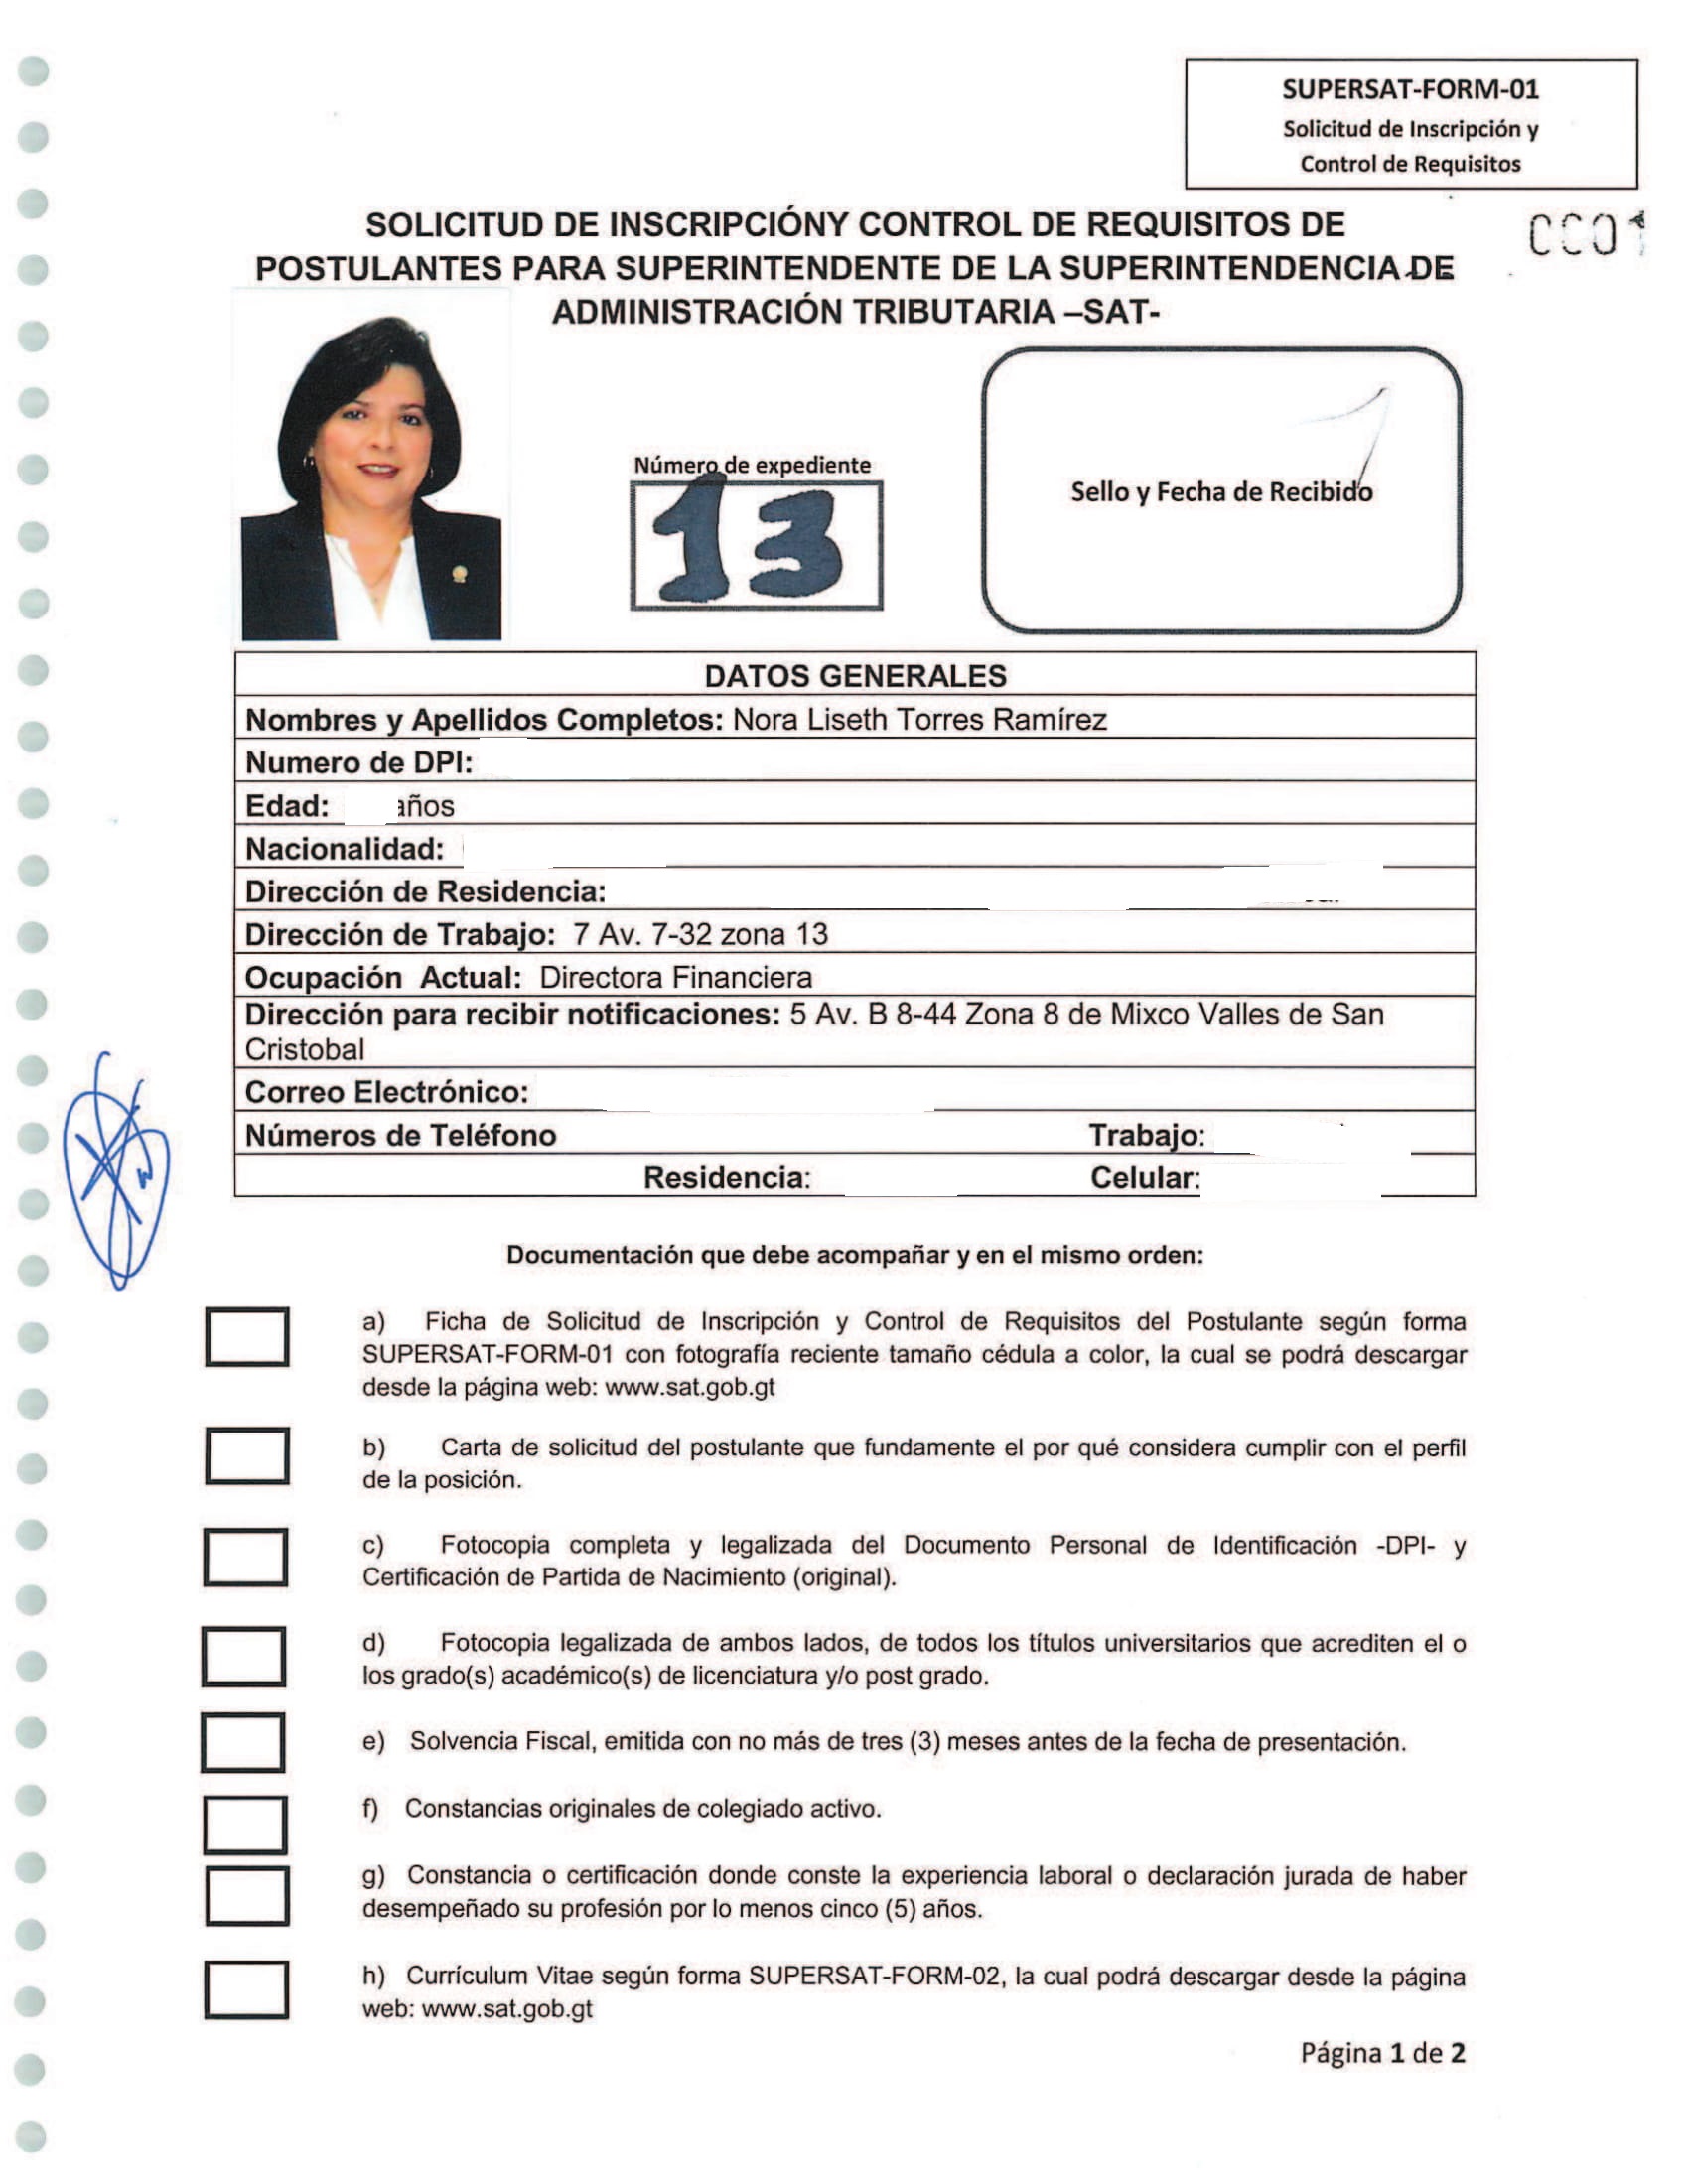 SUPERSAT-FORM-01
Solicitud de Inscripción y
Control de Requisitos
SOLICITUD DE INSCRIPCIÓNY CONTROL DE REQUISITOS DE
POSTULANTES PARA SUPERINTENDENTE DE LA SUPERINTENDENCIA DE
ADMINISTRACIÓN TRIBUTARIA –SAT-
Número de expediente
13
Sello y Fecha de Recibido
DATOS GENERALES
Nombres y Apellidos Completos: Nora Liseth Torres Ramírez
Numero de DPI:
Edad: años
Nacionalidad:
Dirección de Residencia:
Dirección de Trabajo: 7 Av. 7-32 zona 13
Ocupación Actual: Directora Financiera
Dirección para recibir notificaciones: 5 Av. B 8-44 Zona 8 de Mixco Valles de San
Cristobal
Correo Electrónico:
Números de Teléfono Trabajo:
Residencia: Celular:
Documentación que debe acompañar y en el mismo orden:
a) Ficha de Solicitud de Inscripción y Control de Requisitos del Postulante según forma
SUPERSAT-FORM-01 con fotografía reciente tamaño cédula a color, la cual se podrá descargar
desde la página web: www.sat.gob.gt
b) Carta de solicitud del postulante que fundamente el por qué considera cumplir con el perfil
de la posición.
c) Fotocopia completa y legalizada del Documento Personal de Identificación -DPI- y
Certificación de Partida de Nacimiento (original).
d) Fotocopia legalizada de ambos lados, de todos los títulos universitarios que acrediten el o
los grado(s) académico(s) de licenciatura y/o post grado.
e) Solvencia Fiscal, emitida con no más de tres (3) meses antes de la fecha de presentación.
f) Constancias originales de colegiado activo.
g) Constancia o certificación donde conste la experiencia laboral o declaración jurada de haber
desempeñado su profesión por lo menos cinco (5) años.
h) Currículum Vitae según forma SUPERSAT-FORM-02, la cual podrá descargar desde la página
web: www.sat.gob.gt
Página 1 de 2